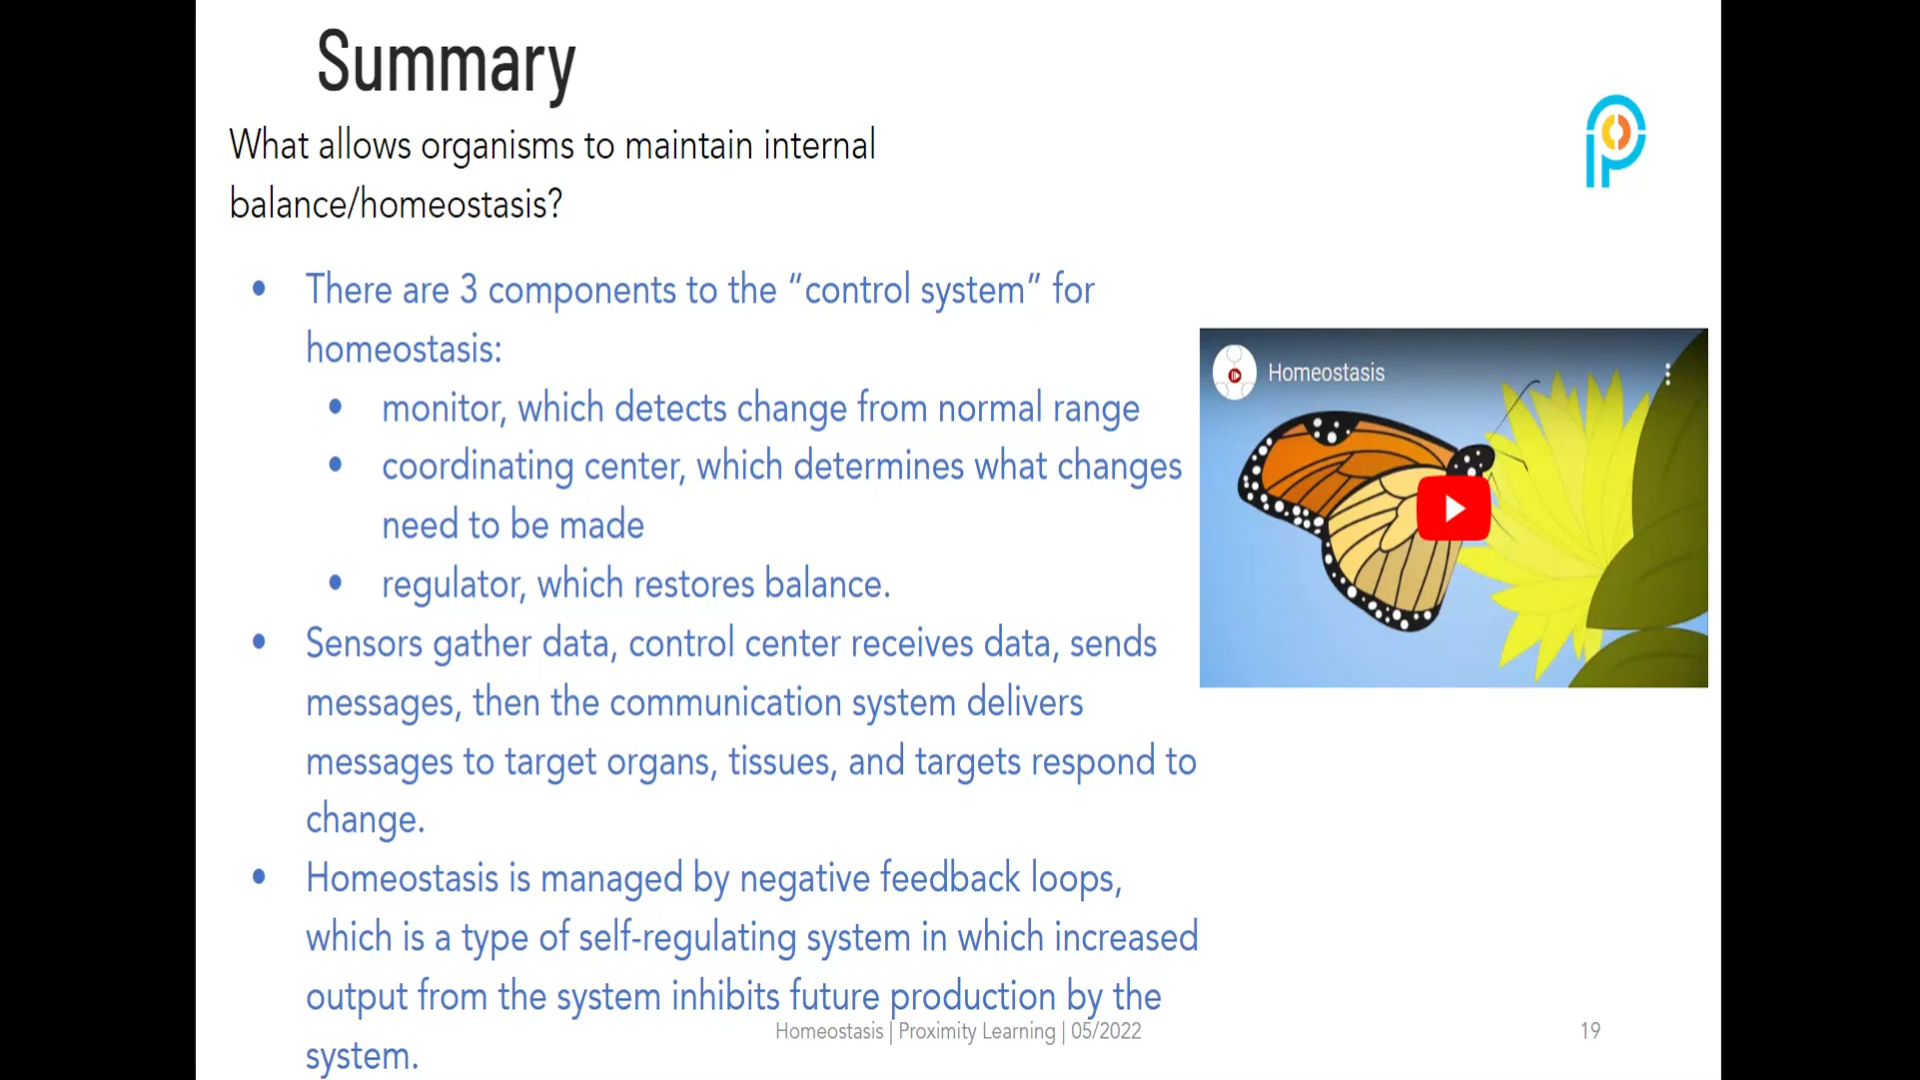 Summary
What allows organisms to maintain internal
balance/homeostasis?
• There are 3 components to the “control system” for
homeostasis:
• monitor, which detects change from normal range
• coordinating center, which determines what changes
need to be made
• regulator, which restores balance.
• Sensors gather data, control center receives data, sends
messages, then the communication system delivers
messages to target organs, tissues, and targets respond to
change.
• Homeostasis is managed by negative feedback loops,
which is a type of self-regulating system in which increased
output from the system inhibits future production by the
system.
Homeostasis
Homeostasis | Proximity Learning | 05/2022
19